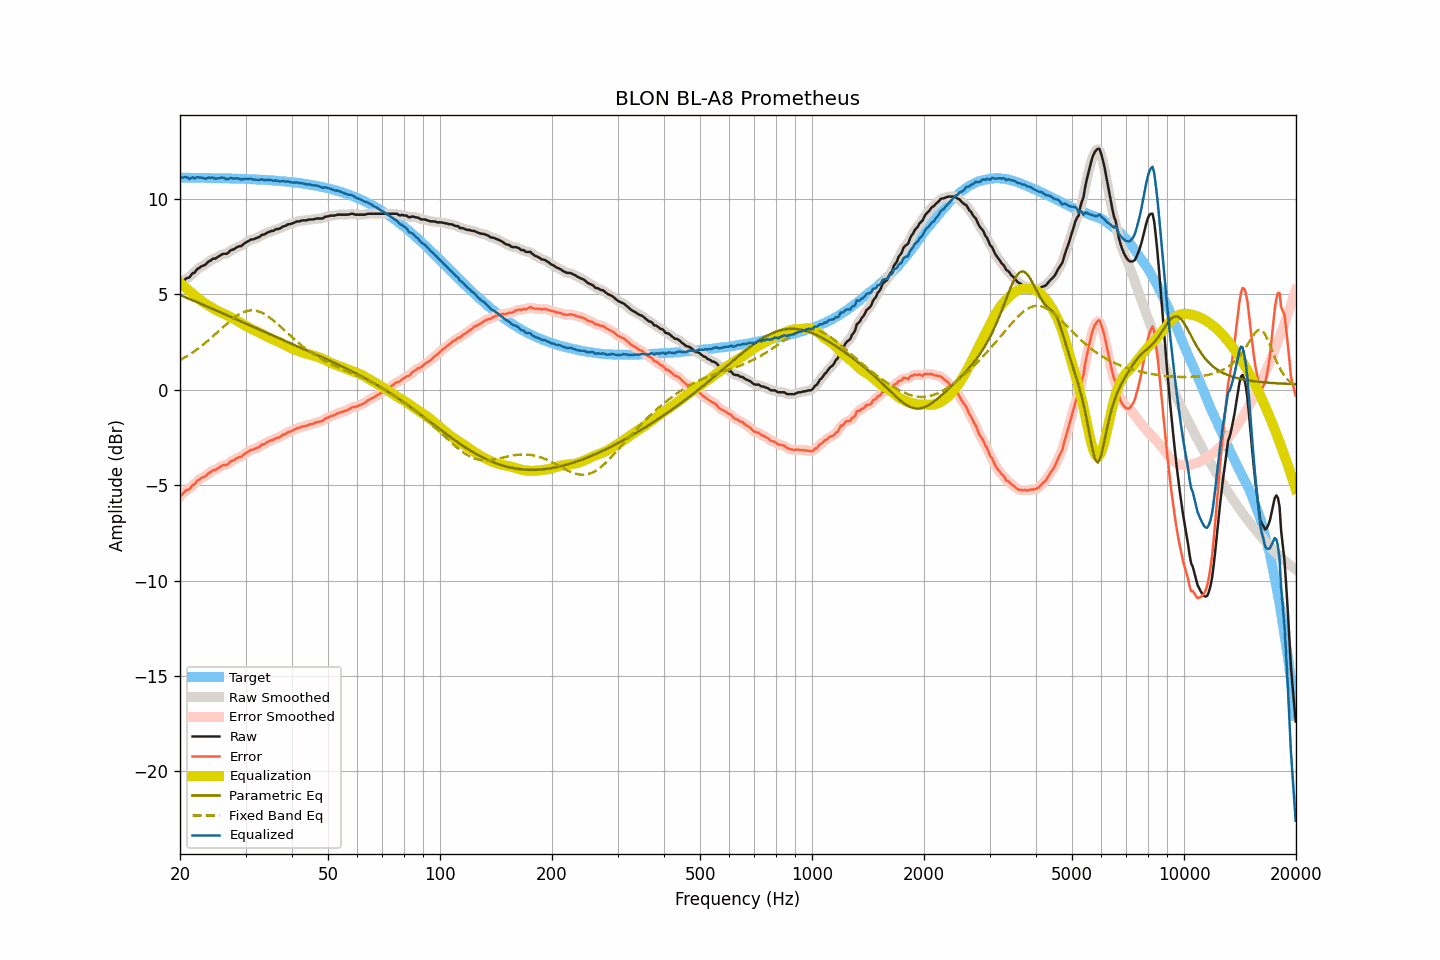 BLON BL-A8 Prometheus
Amplitude (dBr)
10
5
0
−5
−10
−15
−20
Target
Raw Smoothed
Error Smoothed
Raw
Error
Equalization
Parametric Eq
Fixed Band Eq
Equalized
20 50 100 200 500 1000 2000 5000 10000 20000
Frequency (Hz)